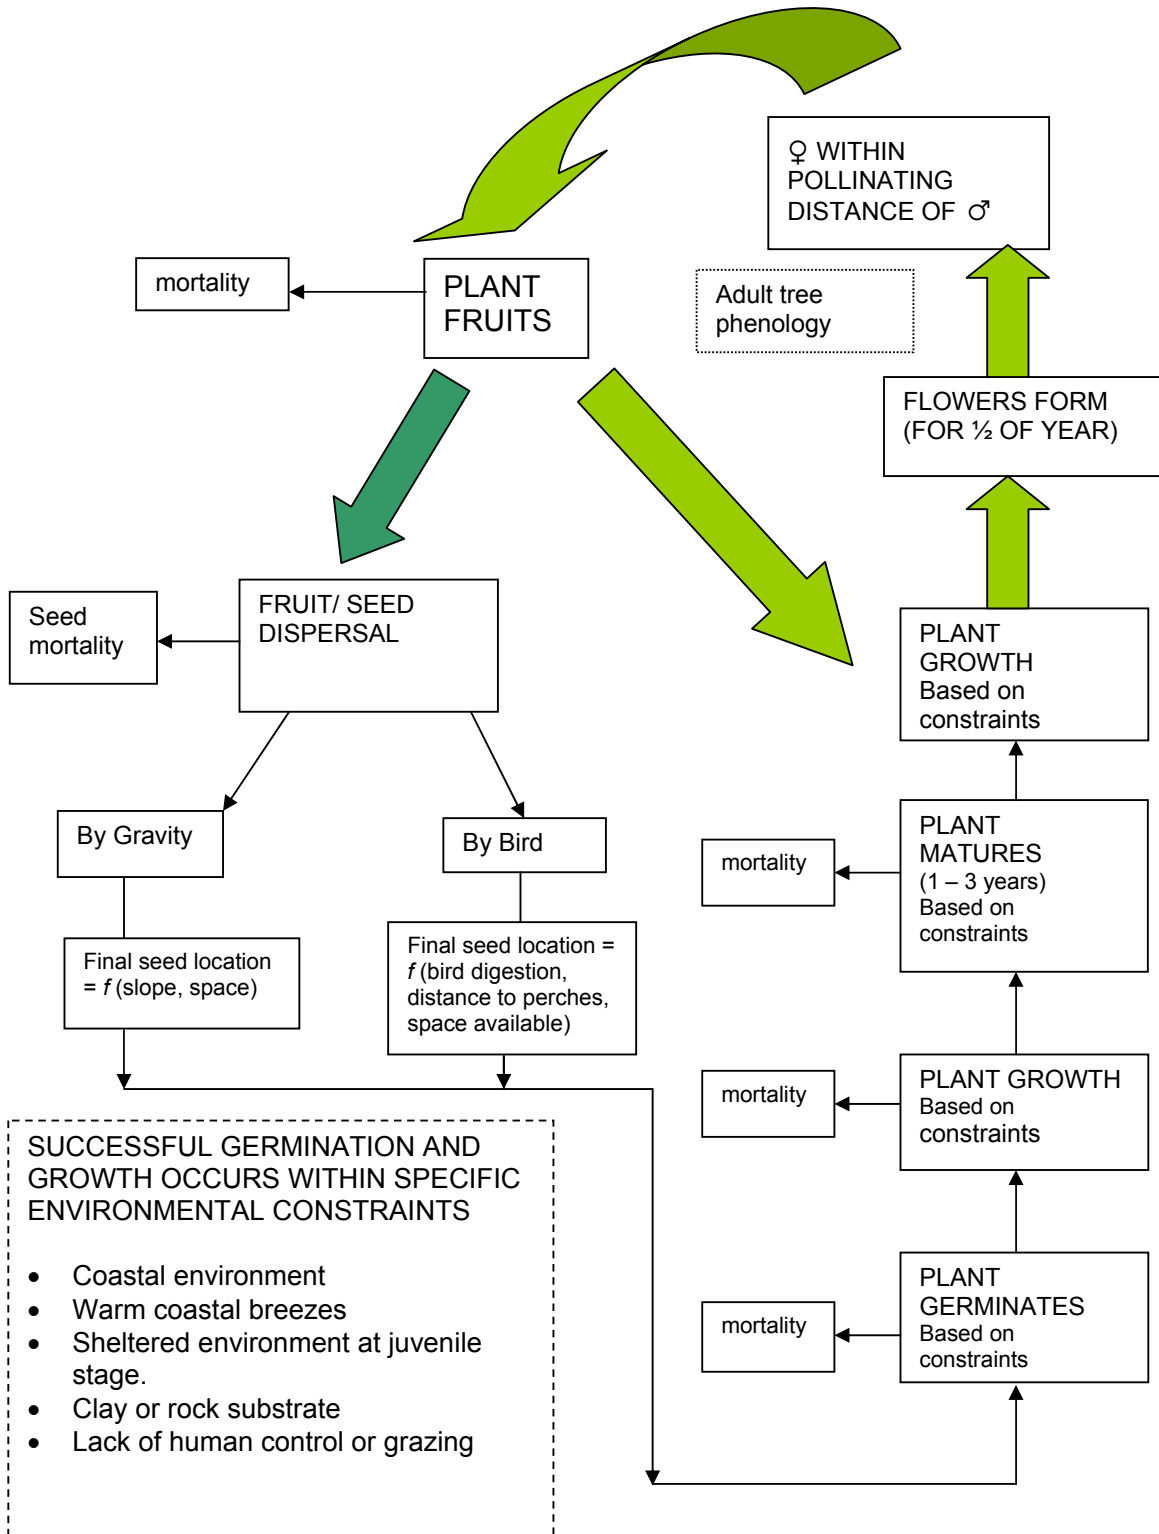 ♀ WITHIN
POLLINATING
DISTANCE OF ♂
mortality
PLANT
FRUITS
Adult tree
phenology
FLOWERS FORM
(FOR ½ OF YEAR)
Seed
mortality
FRUIT/ SEED
DISPERSAL
PLANT
GROWTH
Based on
constraints
By Gravity
By Bird
mortality
PLANT
MATURES
(1 – 3 years)
Based on
constraints
Final seed location
= f (slope, space)
Final seed location =
f (bird digestion,
distance to perches,
space available)
mortality
PLANT GROWTH
Based on
constraints
SUCCESSFUL GERMINATION AND
GROWTH OCCURS WITHIN SPECIFIC
ENVIRONMENTAL CONSTRAINTS
• Coastal environment
• Warm coastal breezes
• Sheltered environment at juvenile
stage.
• Clay or rock substrate
• Lack of human control or grazing
mortality
PLANT
GERMINATES
Based on
constraints